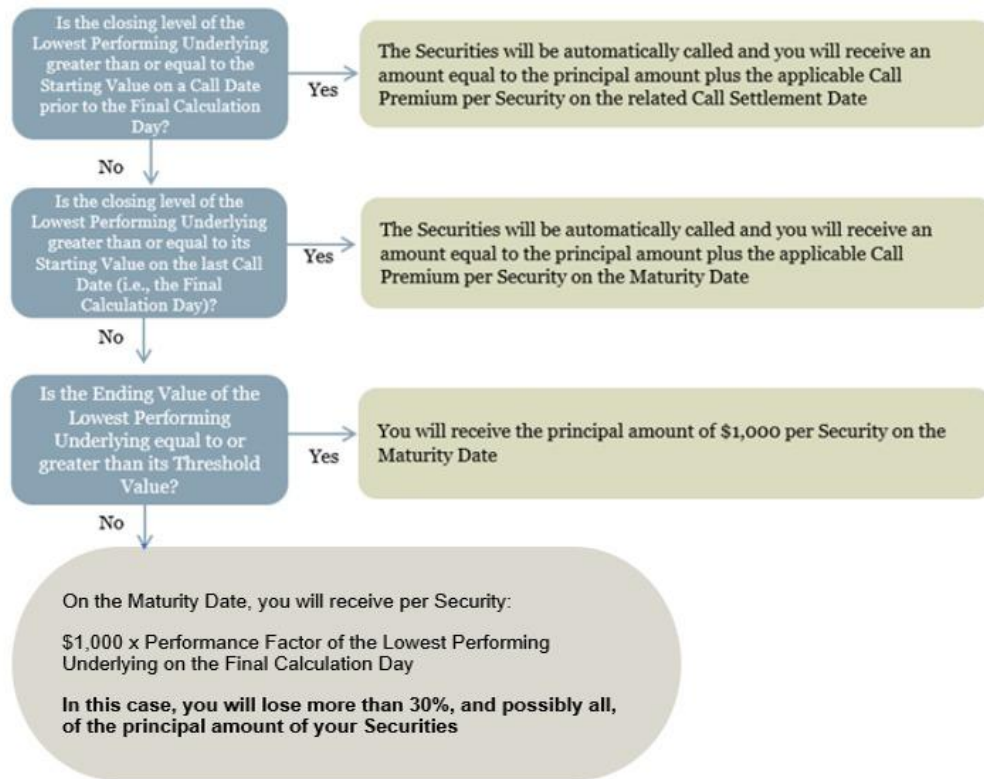 Is the closing level of the
Lowest Performing Underlying
greater than or equal to the
Starting Value on a Call Date
prior to the Final Calculation
Day?
Yes
The Securities will be automatically called and you will receive an
amount equal to the principal amount plus the applicable Call
Premium per Security on the related Call Settlement Date
No
Is the closing level of the
Lowest Performing Underlying
greater than or equal to its
Starting Value on the last Call
Date (i.e., the Final
Calculation Day)?
Yes
The Securities will be automatically called and you will receive an
amount equal to the principal amount plus the applicable Call
Premium per Security on the Maturity Date
No
Is the Ending Value of the
Lowest Performing
Underlying equal to or
greater than its Threshold
Value?
Yes
You will receive the principal amount of $1,000 per Security on the
Maturity Date
No
On the Maturity Date, you will receive per Security:
$1,000 x Performance Factor of the Lowest Performing
Underlying on the Final Calculation Day
In this case, you will lose more than 30%, and possibly all,
of the principal amount of your Securities